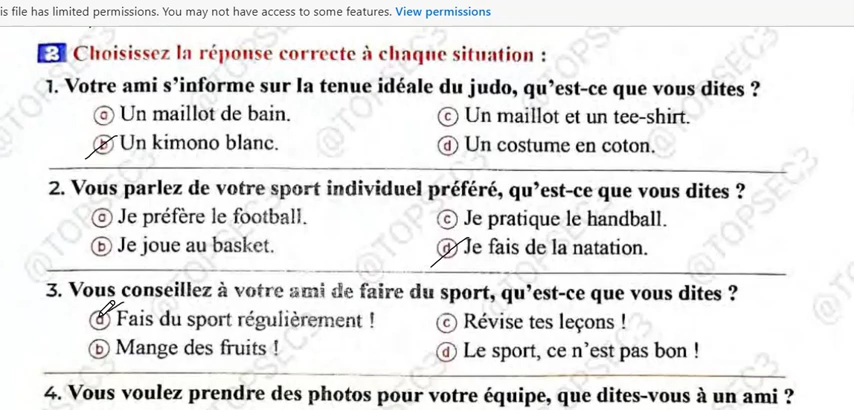 is file has limited permissions. You may not have access to some features. View permissions
2 Choisissez la réponse correcte à chaque situation :
1. Votre ami s'informe sur la tenue idéale du judo, qu'est-ce que vous dites ?
ⓐ Un maillot de bain. ⓒ Un maillot et un tee-shirt.
ⓑ Un kimono blanc. ⓓ Un costume en coton.
2. Vous parlez de votre sport individuel préféré, qu'est-ce que vous dites ?
ⓐ Je préfère le football. ⓒ Je pratique le handball.
ⓑ Je joue au basket. ⓓ Je fais de la natation.
3. Vous conseillez à votre ami de faire du sport, qu'est-ce que vous dites ?
ⓐ Fais du sport régulièrement ! ⓒ Révise tes leçons !
ⓑ Mange des fruits ! ⓓ Le sport, ce n'est pas bon !
4. Vous voulez prendre des photos pour votre équipe, que dites-vous à un ami ?
@TOPSEC3